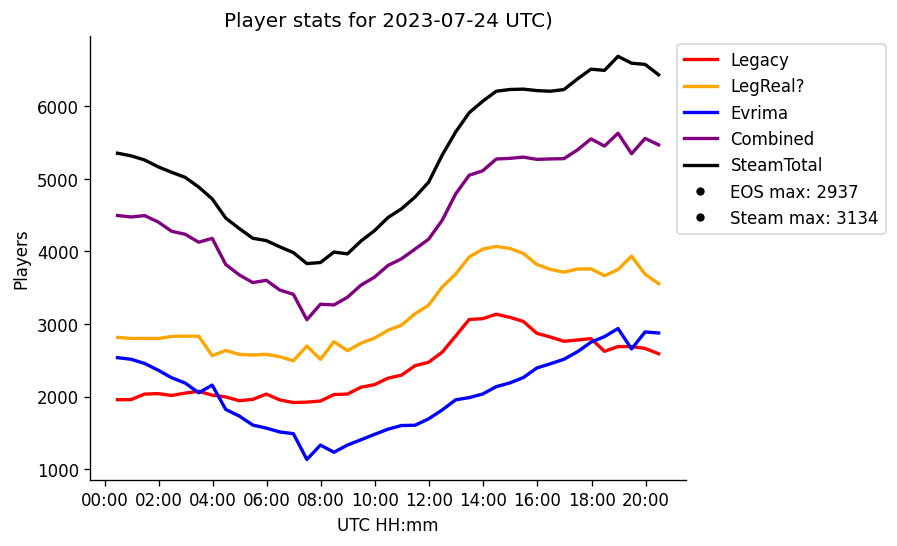 Player stats for 2023-07-24 UTC)
Players
6000
5000
4000
3000
2000
1000
00:00 02:00 04:00 06:00 08:00 10:00 12:00 14:00 16:00 18:00 20:00
UTC HH:mm
Legacy
LegReal?
Evrima
Combined
SteamTotal
EOS max: 2937
Steam max: 3134